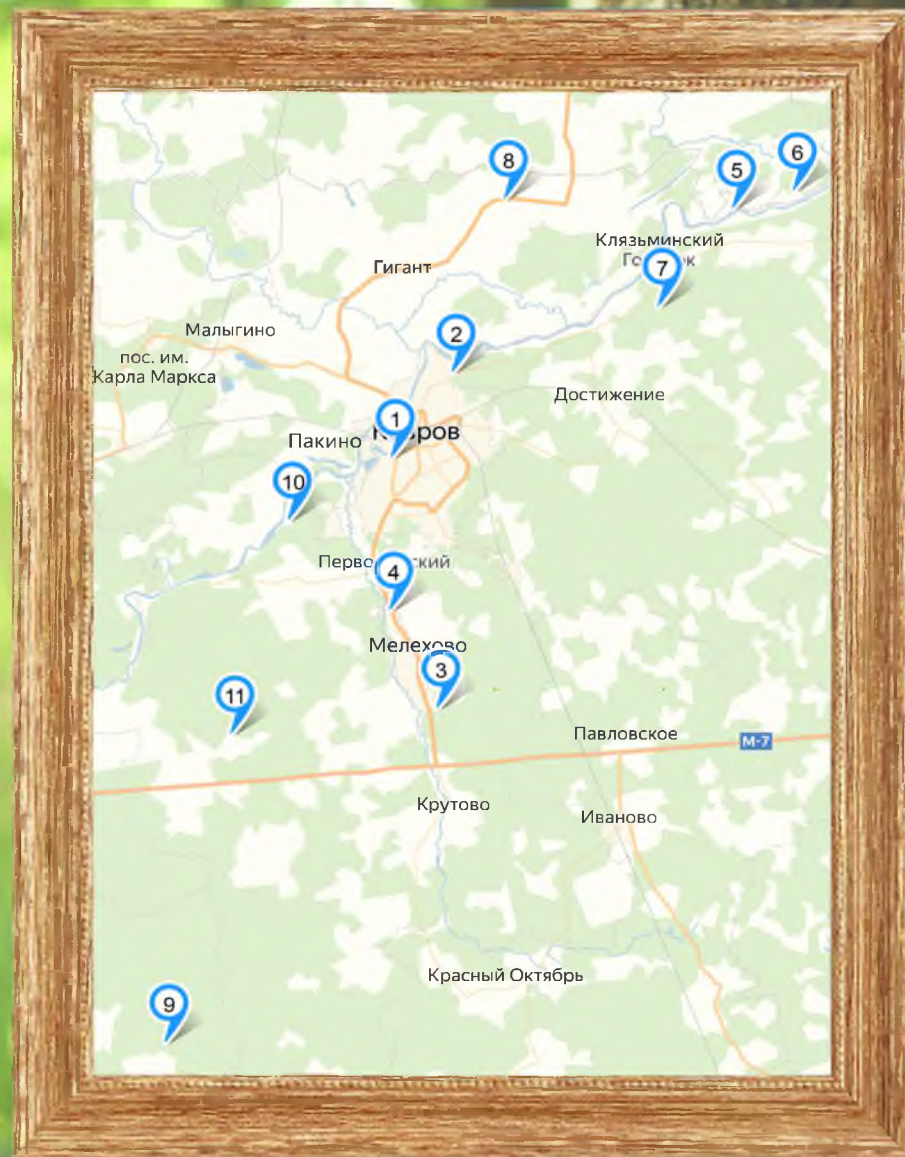 8
5
6
Клязьминский
7
Гигант
2
Малыгино
пос. им.
Карла Маркса
Достижение
1
Пакино
10
4
Мелехово
3
11
Павловское
М-7
Крутово
Иваново
Красный Октябрь
9